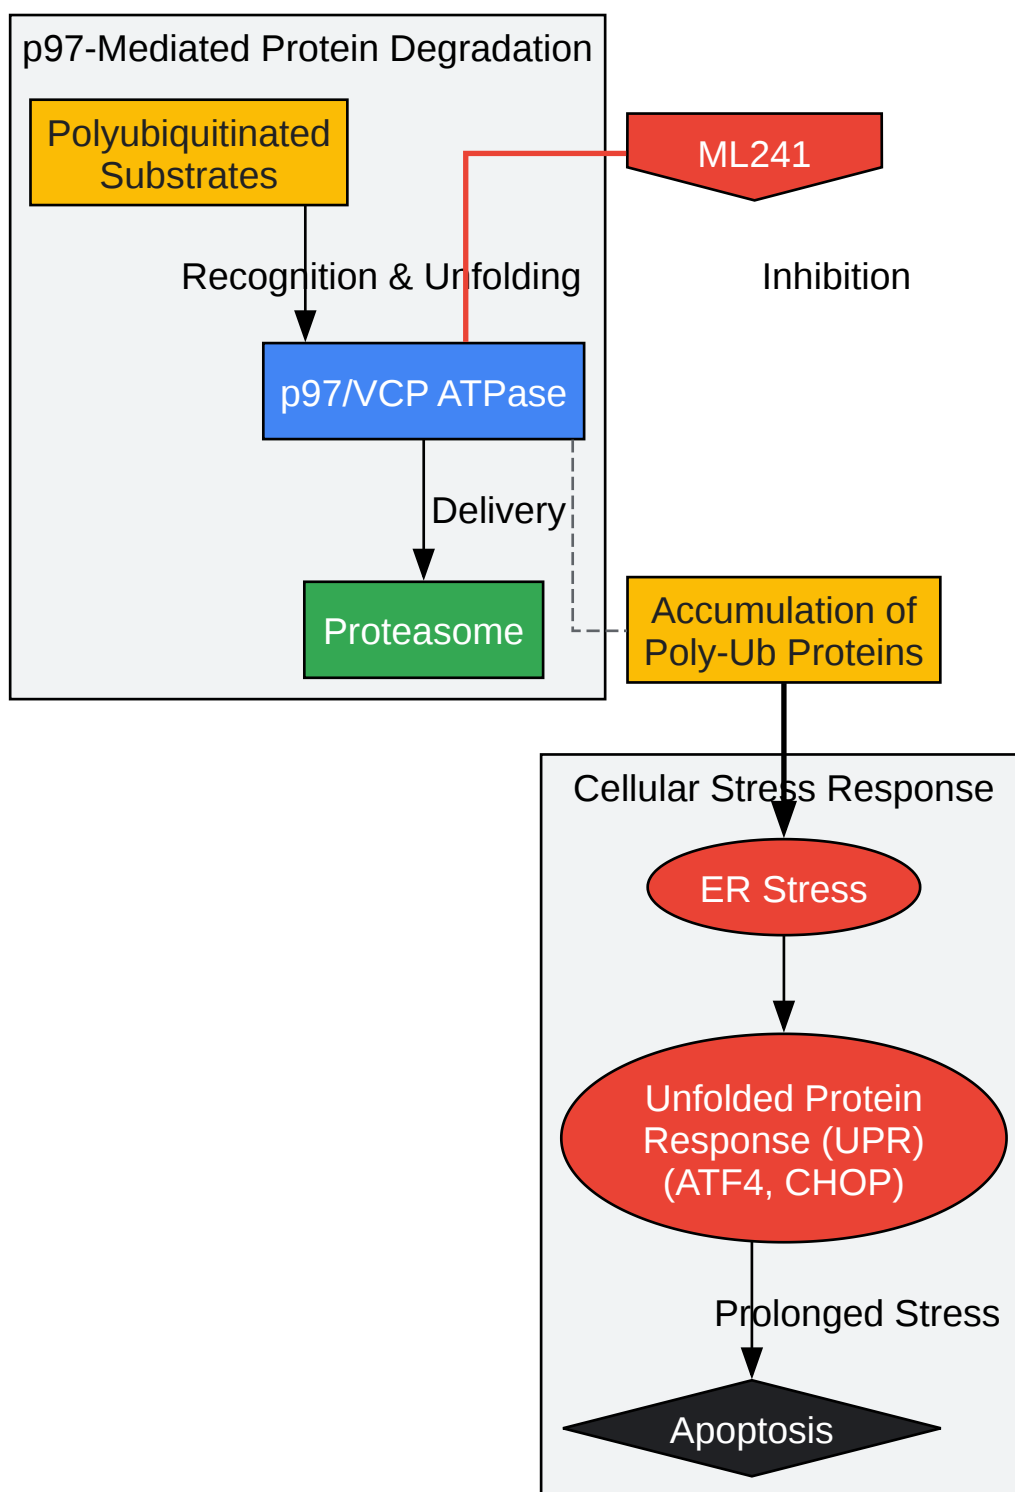 p97-Mediated Protein Degradation
Polyubiquitinated
Substrates
ML241
Recognition & Unfolding
Inhibition
p97/VCP ATPase
Delivery
Proteasome
Accumulation of
Poly-Ub Proteins
Cellular Stress Response
ER Stress
Unfolded Protein
Response (UPR)
(ATF4, CHOP)
Prolonged Stress
Apoptosis